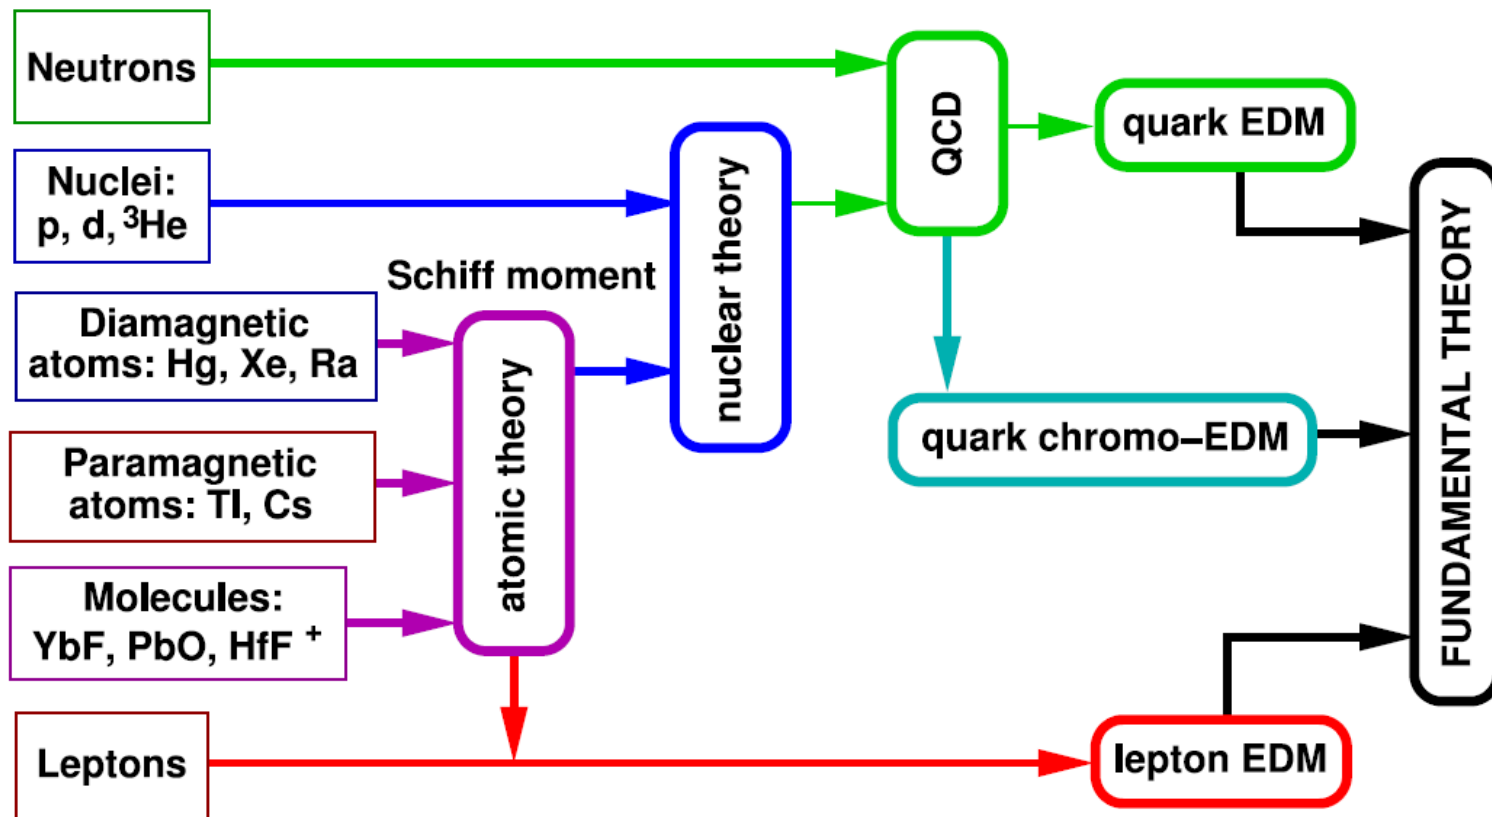 Neutrons
Nuclei:
p, d, ³He
Schiff moment
Diamagnetic
atoms: Hg, Xe, Ra
Paramagnetic
atoms: Tl, Cs
Molecules:
YbF, PbO, HfF ⁺
Leptons
atomic theory
nuclear theory
QCD
quark EDM
quark chromo–EDM
lepton EDM
FUNDAMENTAL THEORY